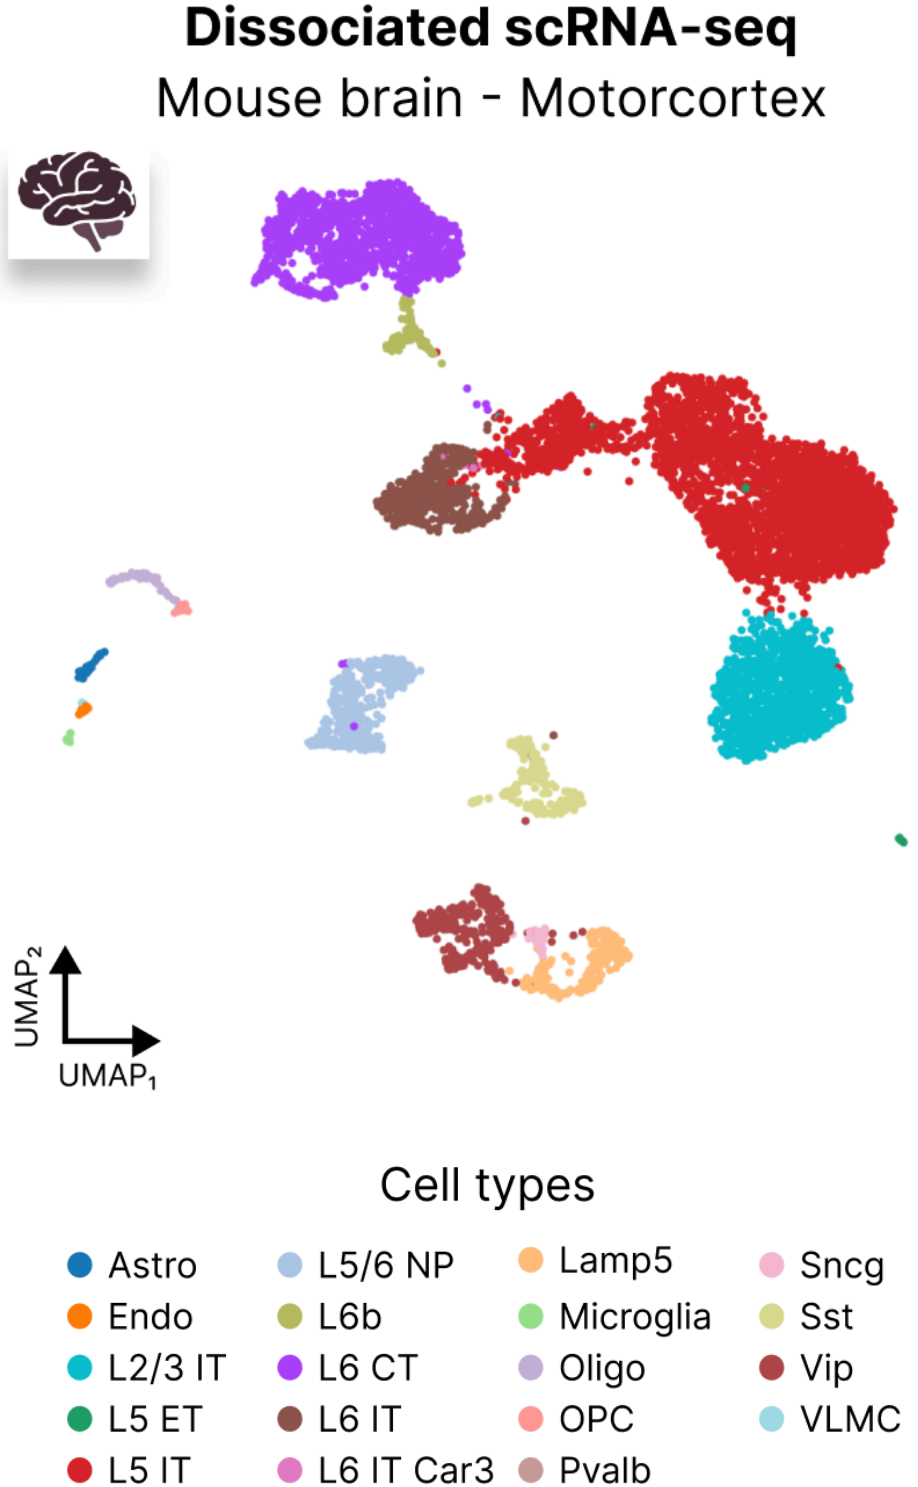 Dissociated scRNA-seq
Mouse brain - Motorcortex
UMAP₂
UMAP₁
Cell types
Astro
Endo
L2/3 IT
L5 ET
L5 IT
L5/6 NP
L6b
L6 CT
L6 IT
L6 IT Car3
Lamp5
Microglia
Oligo
OPC
Pvalb
Sncg
Sst
Vip
VLMC